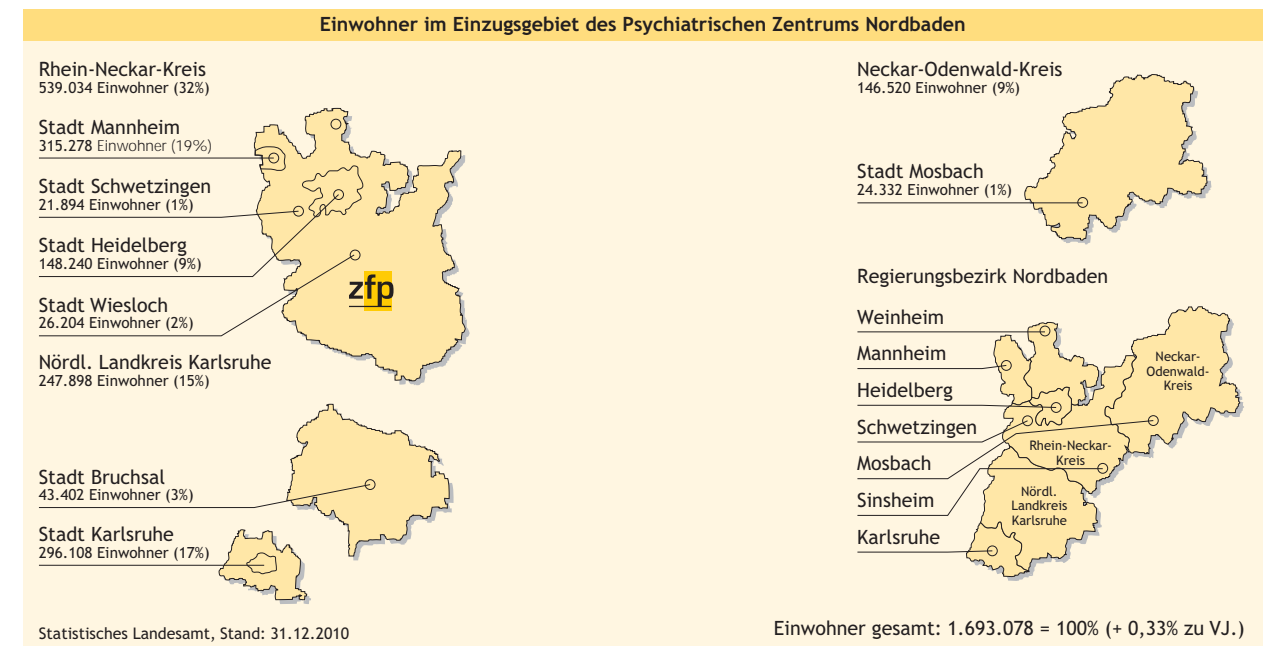 Einwohner im Einzugsgebiet des Psychiatrischen Zentrums Nordbaden
Rhein-Neckar-Kreis
539.034 Einwohner (32%)
Stadt Mannheim
315.278 Einwohner (19%)
Stadt Schwetzingen
21.894 Einwohner (1%)
Stadt Heidelberg
148.240 Einwohner (9%)
Stadt Wiesloch
26.204 Einwohner (2%)
zfp
Nördl. Landkreis Karlsruhe
247.898 Einwohner (15%)
Stadt Bruchsal
43.402 Einwohner (3%)
Stadt Karlsruhe
296.108 Einwohner (17%)
Statistisches Landesamt, Stand: 31.12.2010
Neckar-Odenwald-Kreis
146.520 Einwohner (9%)
Stadt Mosbach
24.332 Einwohner (1%)
Regierungsbezirk Nordbaden
Weinheim
Mannheim
Heidelberg
Schwetzingen
Mosbach
Sinsheim
Karlsruhe
Neckar-
Odenwald-
Kreis
Rhein-Neckar-
Kreis
Nördl.
Landkreis
Karlsruhe
Einwohner gesamt: 1.693.078 = 100% (+ 0,33% zu VJ.)